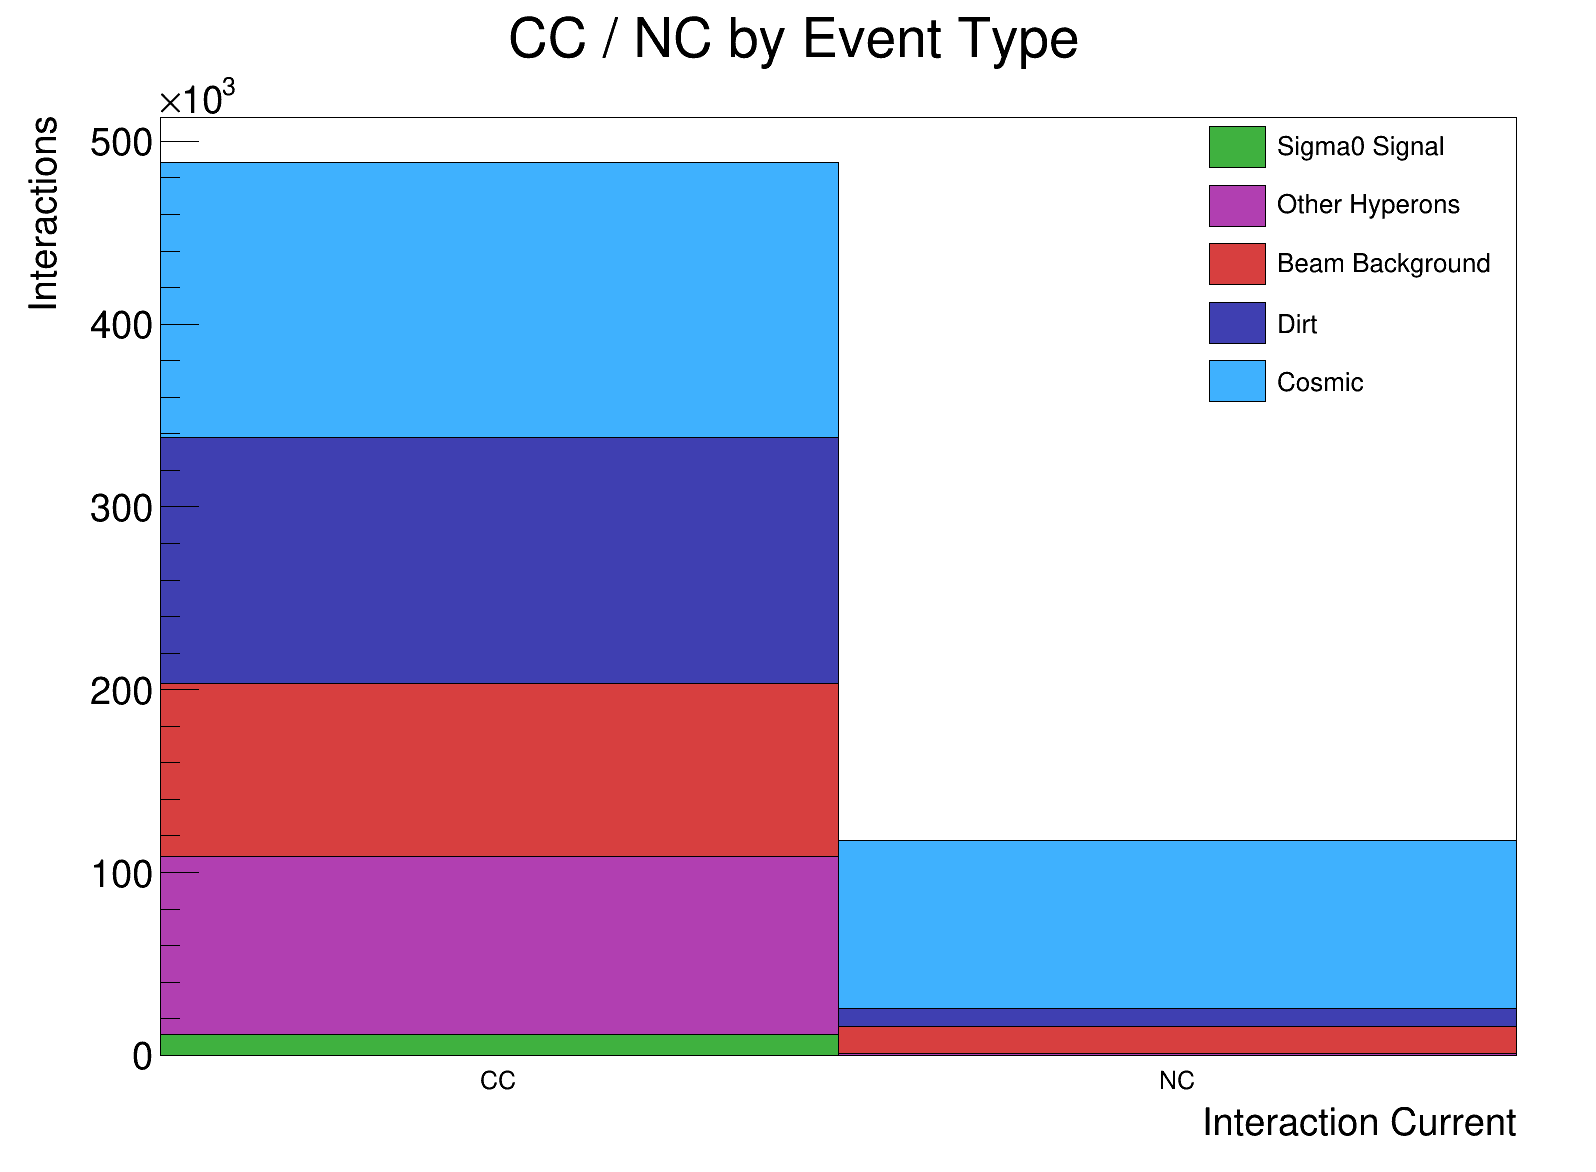 CC / NC by Event Type
×10³
Interactions
500
400
300
200
100
0
Sigma0 Signal
Other Hyperons
Beam Background
Dirt
Cosmic
CC
NC
Interaction Current